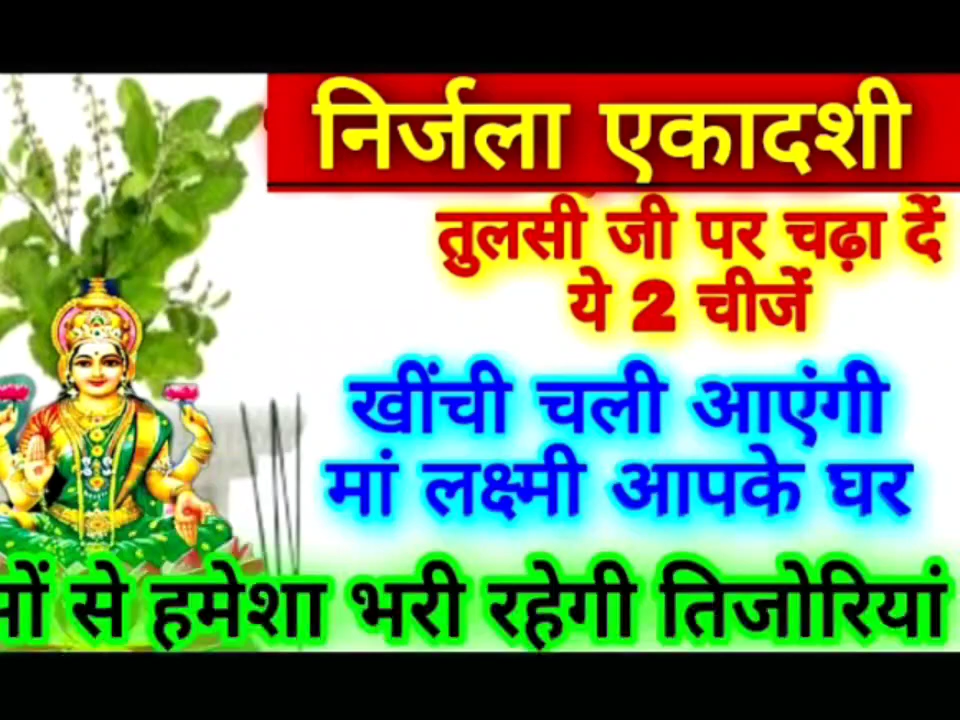 निर्जला एकादशी
तुलसी जी पर चढ़ा दें
ये 2 चीजें
खींची चली आएंगी
मां लक्ष्मी आपके घर
से हमेशा भरी रहेगी तिजोरियां